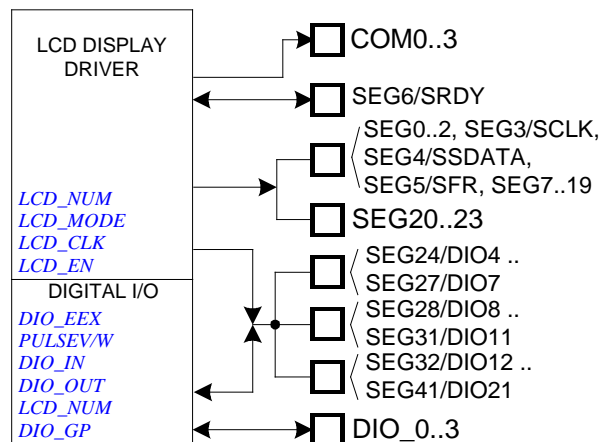 LCD DISPLAY
DRIVER
LCD_NUM
LCD_MODE
LCD_CLK
LCD_EN
DIGITAL I/O
DIO_EEX
PULSEV/W
DIO_IN
DIO_OUT
LCD_NUM
DIO_GP
COM0..3
SEG6/SRDY
SEG0..2, SEG3/SCLK,
SEG4/SSDATA,
SEG5/SFR, SEG7..19
SEG20..23
SEG24/DIO4 ..
SEG27/DIO7
SEG28/DIO8 ..
SEG31/DIO11
SEG32/DIO12 ..
SEG41/DIO21
DIO_0..3